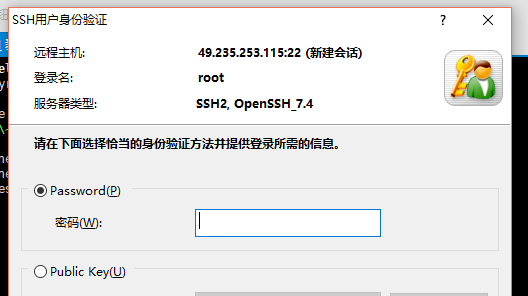 SSH用户身份验证
远程主机: 49.235.253.115:22 (新建会话)
登录名: root
服务器类型: SSH2, OpenSSH_7.4
请在下面选择恰当的身份验证方法并提供登录所需的信息。
Password(P)
密码(W):
Public Key(U)